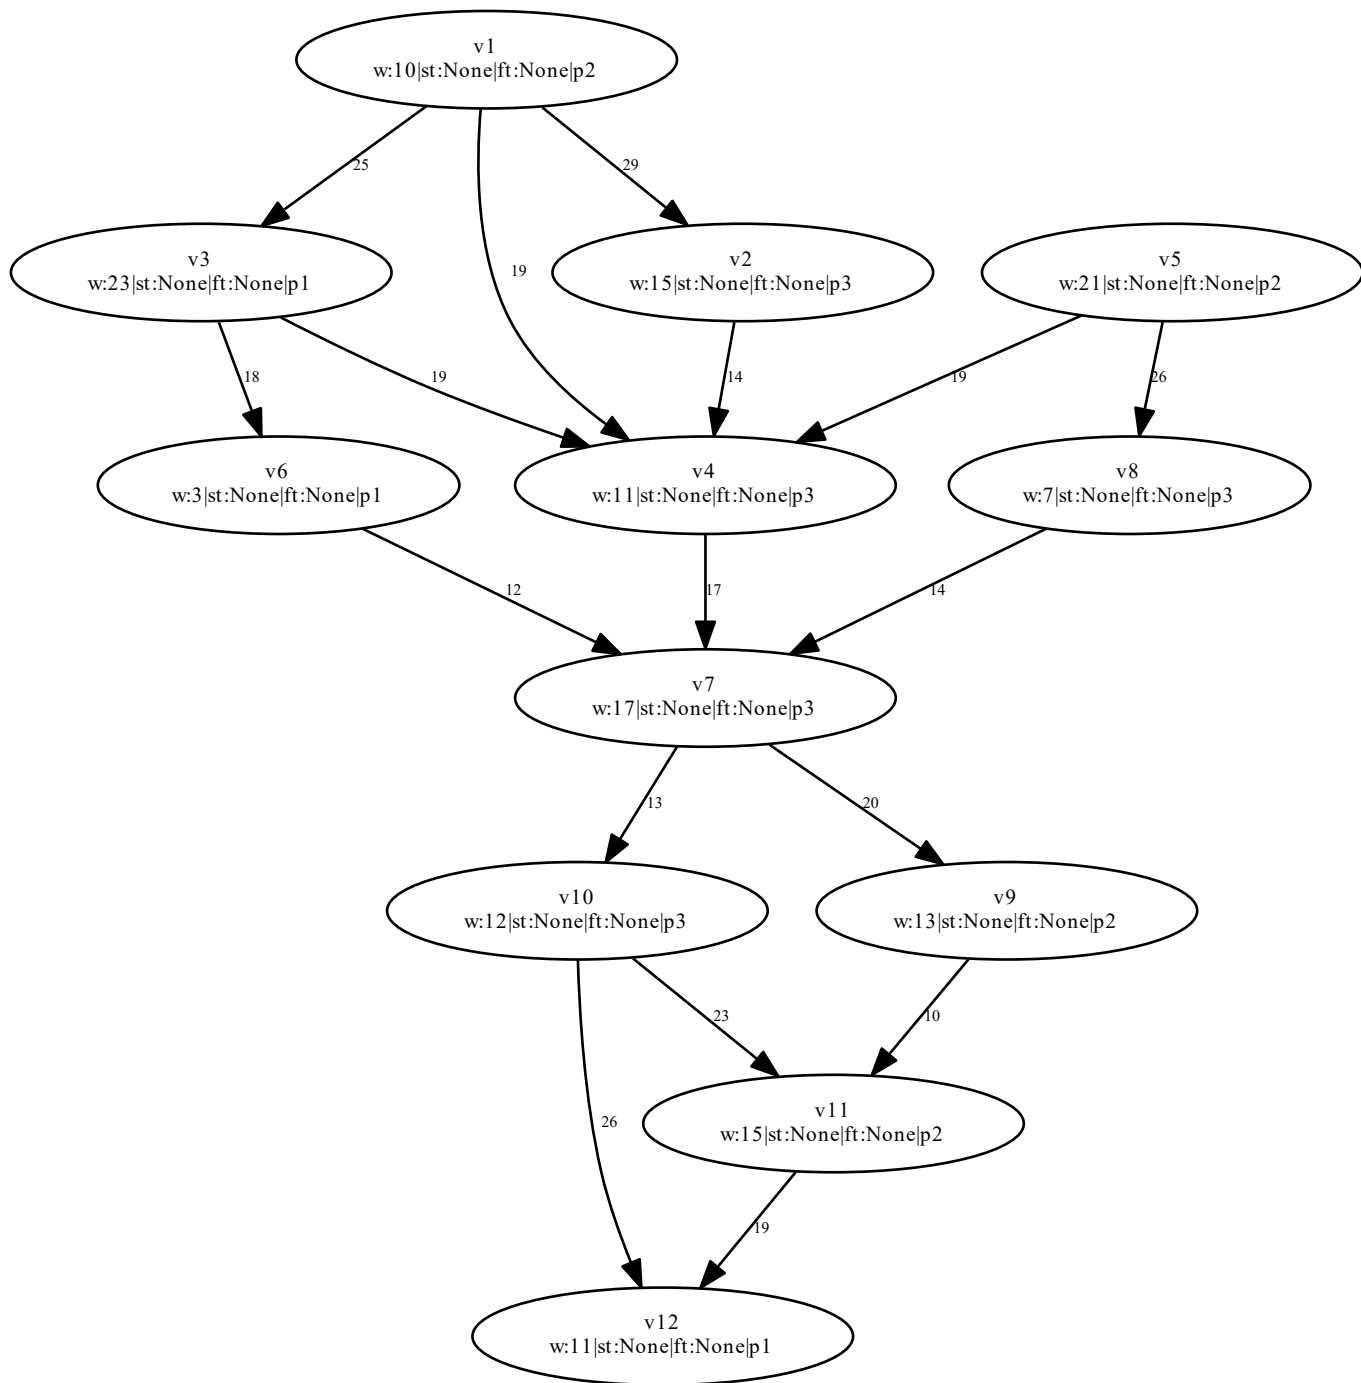 v1
w:10|st:None|ft:None|p2
25
29
19
v3
w:23|st:None|ft:None|p1
v2
w:15|st:None|ft:None|p3
v5
w:21|st:None|ft:None|p2
18
19
14
19
26
v6
w:3|st:None|ft:None|p1
v4
w:11|st:None|ft:None|p3
v8
w:7|st:None|ft:None|p3
12
17
14
v7
w:17|st:None|ft:None|p3
13
20
v10
w:12|st:None|ft:None|p3
v9
w:13|st:None|ft:None|p2
23
10
26
v11
w:15|st:None|ft:None|p2
19
v12
w:11|st:None|ft:None|p1